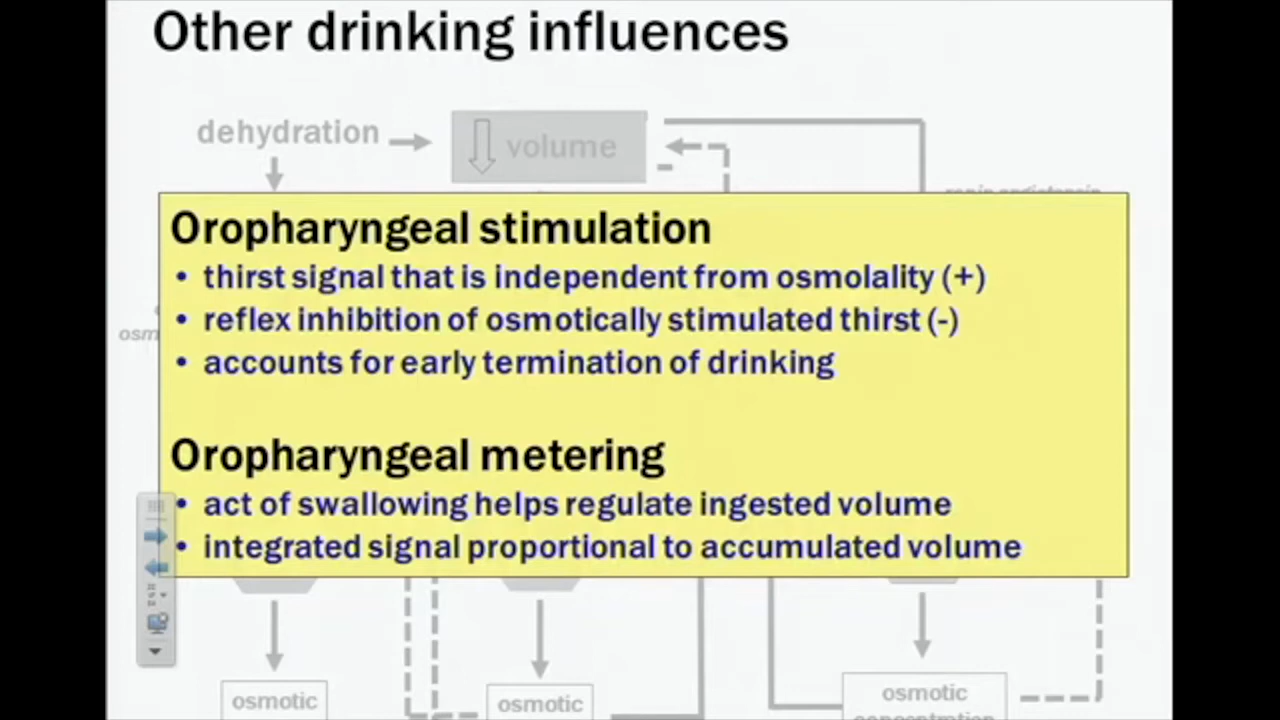 Other drinking influences
dehydration
volume
Oropharyngeal stimulation
• thirst signal that is independent from osmolality (+)
• reflex inhibition of osmotically stimulated thirst (-)
• accounts for early termination of drinking
osm
Oropharyngeal metering
• act of swallowing helps regulate ingested volume
• integrated signal proportional to accumulated volume
osmotic
osmotic
osmotic